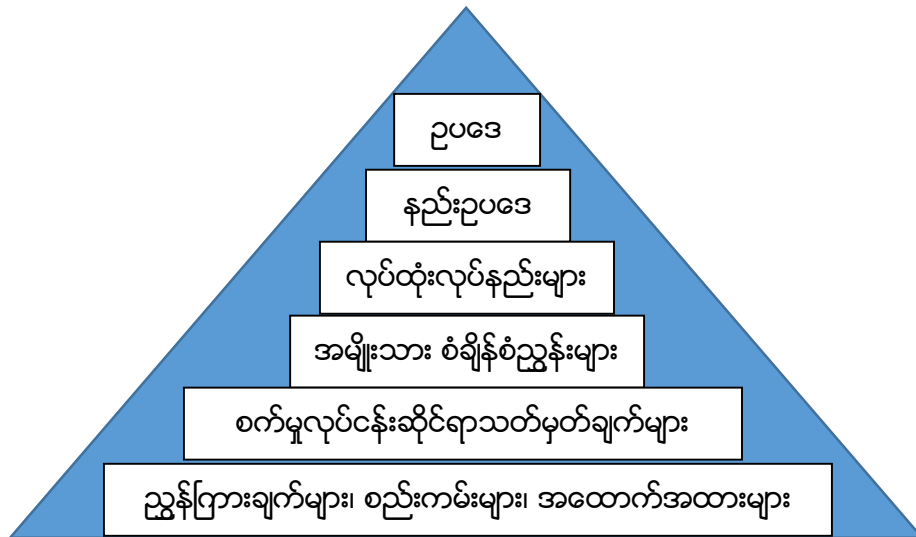 ဥပဒေ
နည်းဥပဒေ
လုပ်ထုံးလုပ်နည်းများ
အမျိုးသား စံချိန်စံညွှန်းများ
စက်မှုလုပ်ငန်းဆိုင်ရာသတ်မှတ်ချက်များ
ညွှန်ကြားချက်များ၊ စည်းကမ်းများ၊ အထောက်အထားများ